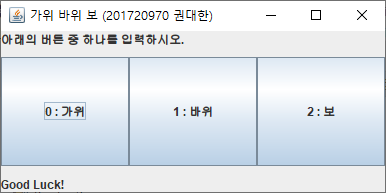 가위 바위 보 (201720970 권대한)
아래의 버튼 중 하나를 입력하시오.
0 : 가위 1 : 바위 2 : 보
Good Luck!